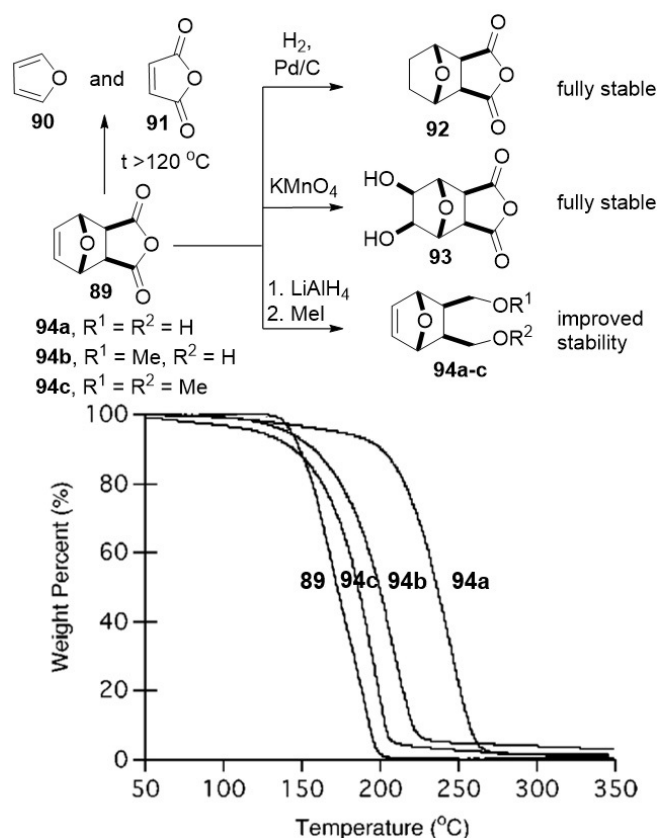 O
90
and
O
O
O
91
H2,
Pd/C
O
O
O
O
92
fully stable
t >120 °C
KMnO4
HO
HO
O
O
O
O
93
fully stable
O
O
O
O
89
1. LiAlH4
2. MeI
O
OR1
OR2
94a-c
improved
stability
94a, R1 = R2 = H
94b, R1 = Me, R2 = H
94c, R1 = R2 = Me
100
80
60
40
20
0
Weight Percent (%)
89
94c
94b
94a
50
100
150
200
250
300
350
Temperature (°C)